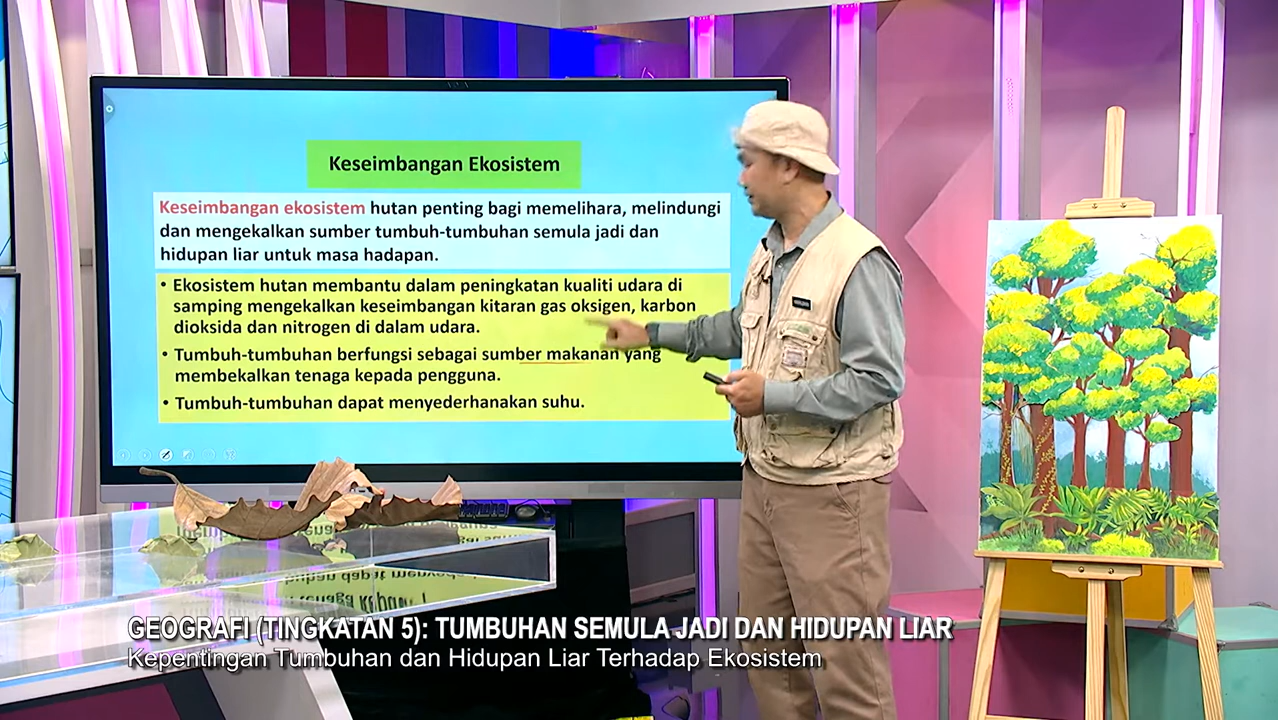 Keseimbangan Ekosistem
Keseimbangan ekosistem hutan penting bagi memelihara, melindungi
dan mengekalkan sumber tumbuh-tumbuhan semula jadi dan
hidupan liar untuk masa hadapan.
• Ekosistem hutan membantu dalam peningkatan kualiti udara di
samping mengekalkan keseimbangan kitaran gas oksigen, karbon
dioksida dan nitrogen di dalam udara.
• Tumbuh-tumbuhan berfungsi sebagai sumber makanan yang
membekalkan tenaga kepada pengguna.
• Tumbuh-tumbuhan dapat menyederhanakan suhu.
GEOGRAFI (TINGKATAN 5): TUMBUHAN SEMULA JADI DAN HIDUPAN LIAR
Kepentingan Tumbuhan dan Hidupan Liar Terhadap Ekosistem